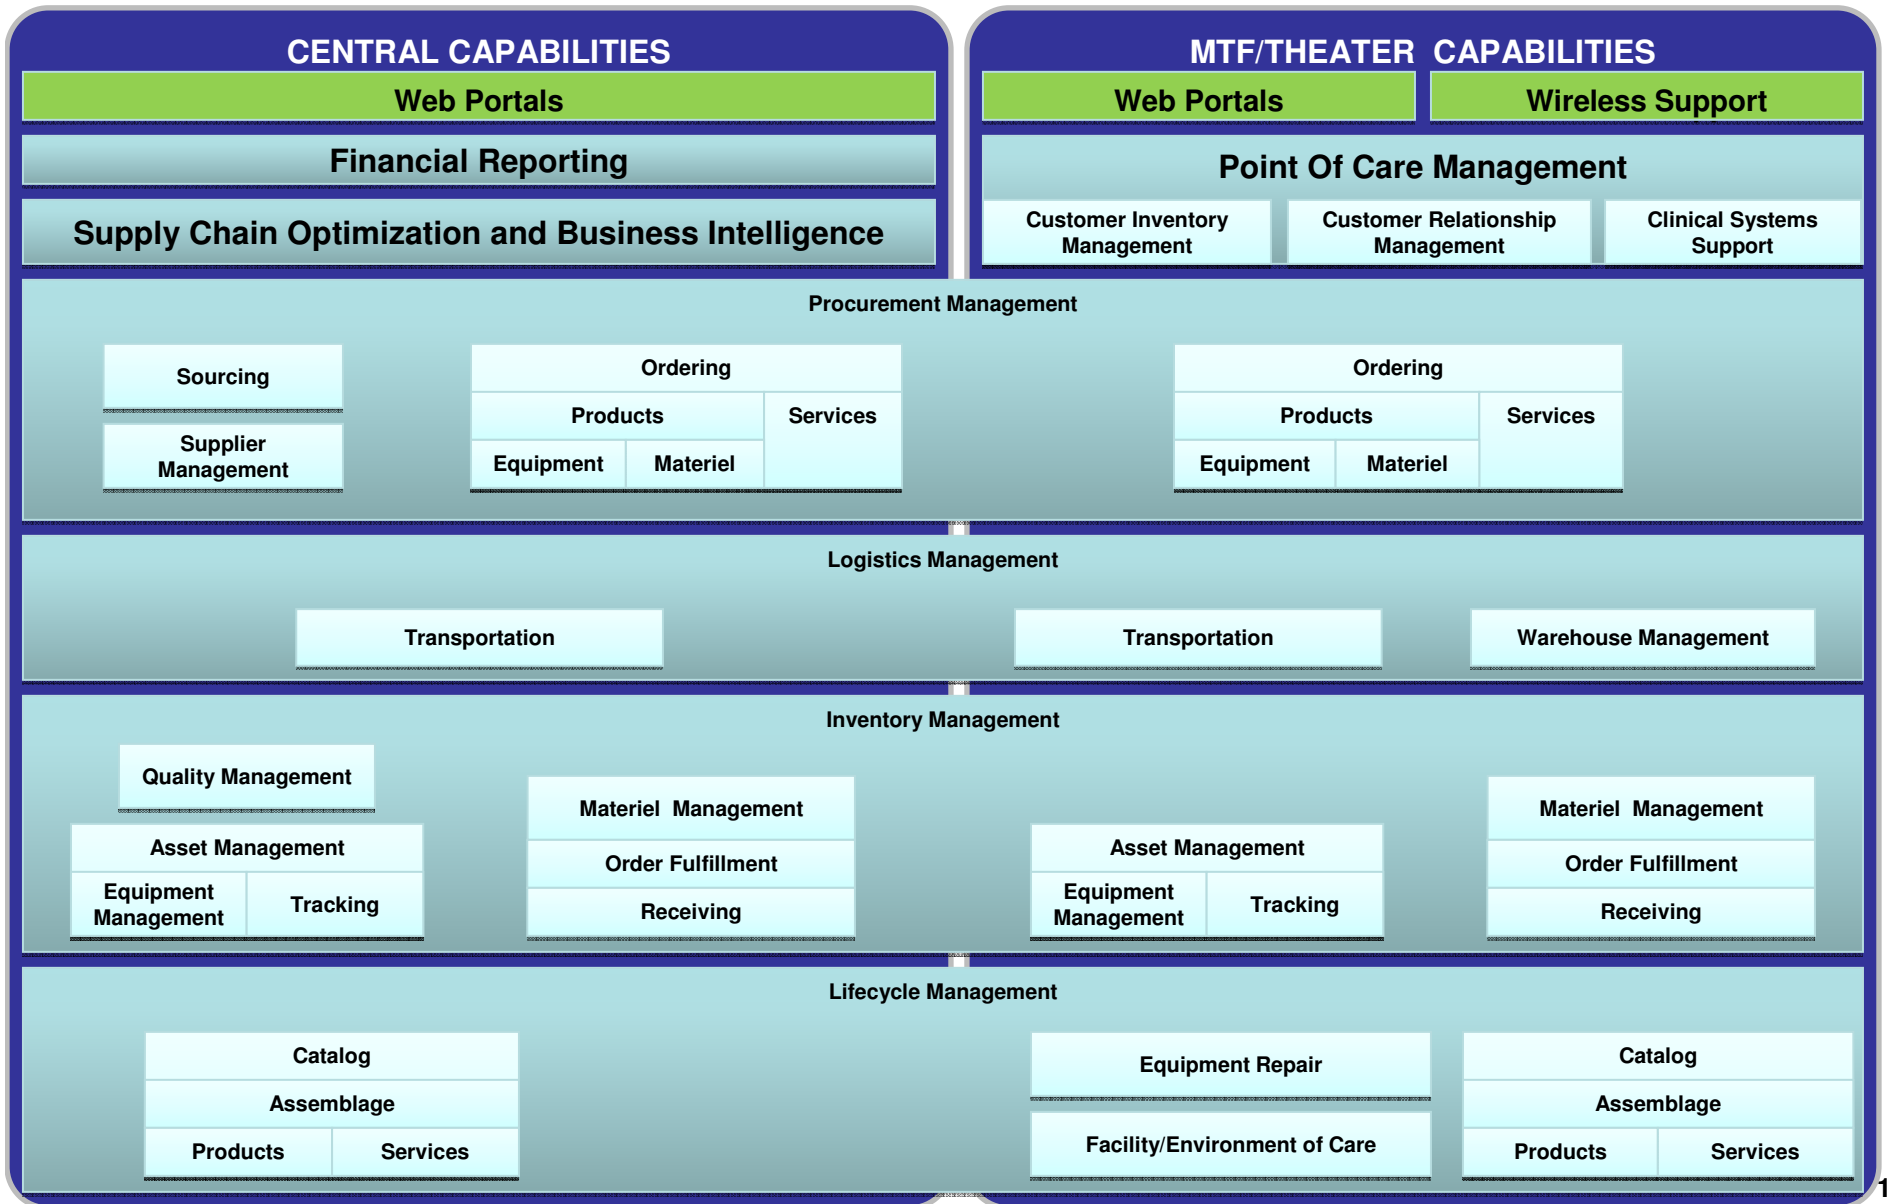 CENTRAL CAPABILITIES
MTF/THEATER CAPABILITIES
Web Portals
Web Portals
Wireless Support
Financial Reporting
Supply Chain Optimization and Business Intelligence
Point Of Care Management
Customer Inventory
Management
Customer Relationship
Management
Clinical Systems
Support
Procurement Management
Sourcing
Supplier
Management
Ordering
Products
Services
Equipment
Materiel
Ordering
Products
Services
Equipment
Materiel
Logistics Management
Transportation
Transportation
Warehouse Management
Inventory Management
Quality Management
Asset Management
Equipment
Management
Tracking
Materiel Management
Order Fulfillment
Receiving
Asset Management
Equipment
Management
Tracking
Materiel Management
Order Fulfillment
Receiving
Lifecycle Management
Catalog
Assemblage
Products
Services
Equipment Repair
Facility/Environment of Care
Catalog
Assemblage
Products
Services
1